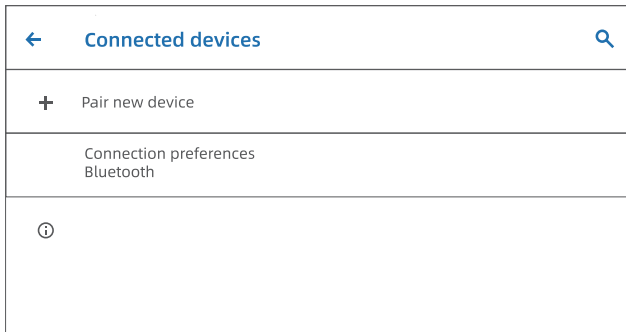 Connected devices
Pair new device
Connection preferences
Bluetooth